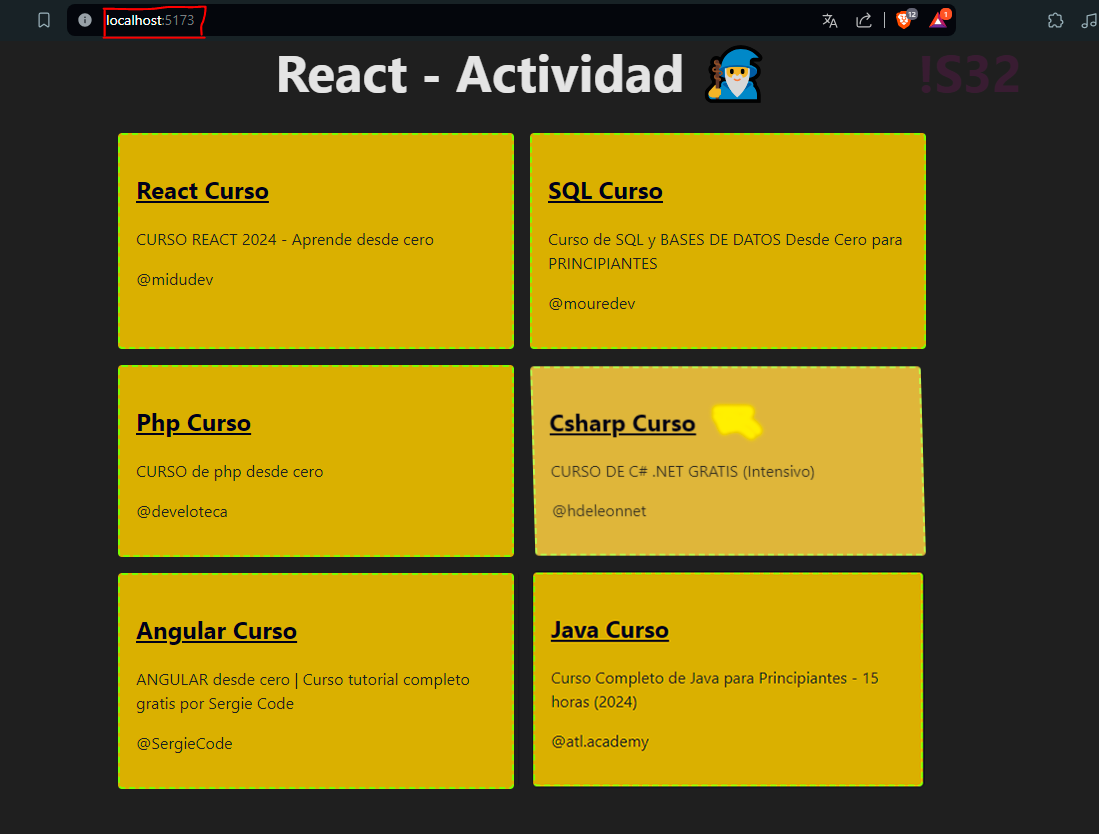 localhost:5173
12
1
React - Actividad
!S32
React Curso
CURSO REACT 2024 - Aprende desde cero
@midudev
SQL Curso
Curso de SQL y BASES DE DATOS Desde Cero para
PRINCIPIANTES
@mouredev
Php Curso
CURSO de php desde cero
@develoteca
Csharp Curso
CURSO DE C# .NET GRATIS (Intensivo)
@hdeleonnet
Angular Curso
ANGULAR desde cero | Curso tutorial completo
gratis por Sergie Code
@SergieCode
Java Curso
Curso Completo de Java para Principiantes - 15
horas (2024)
@atl.academy